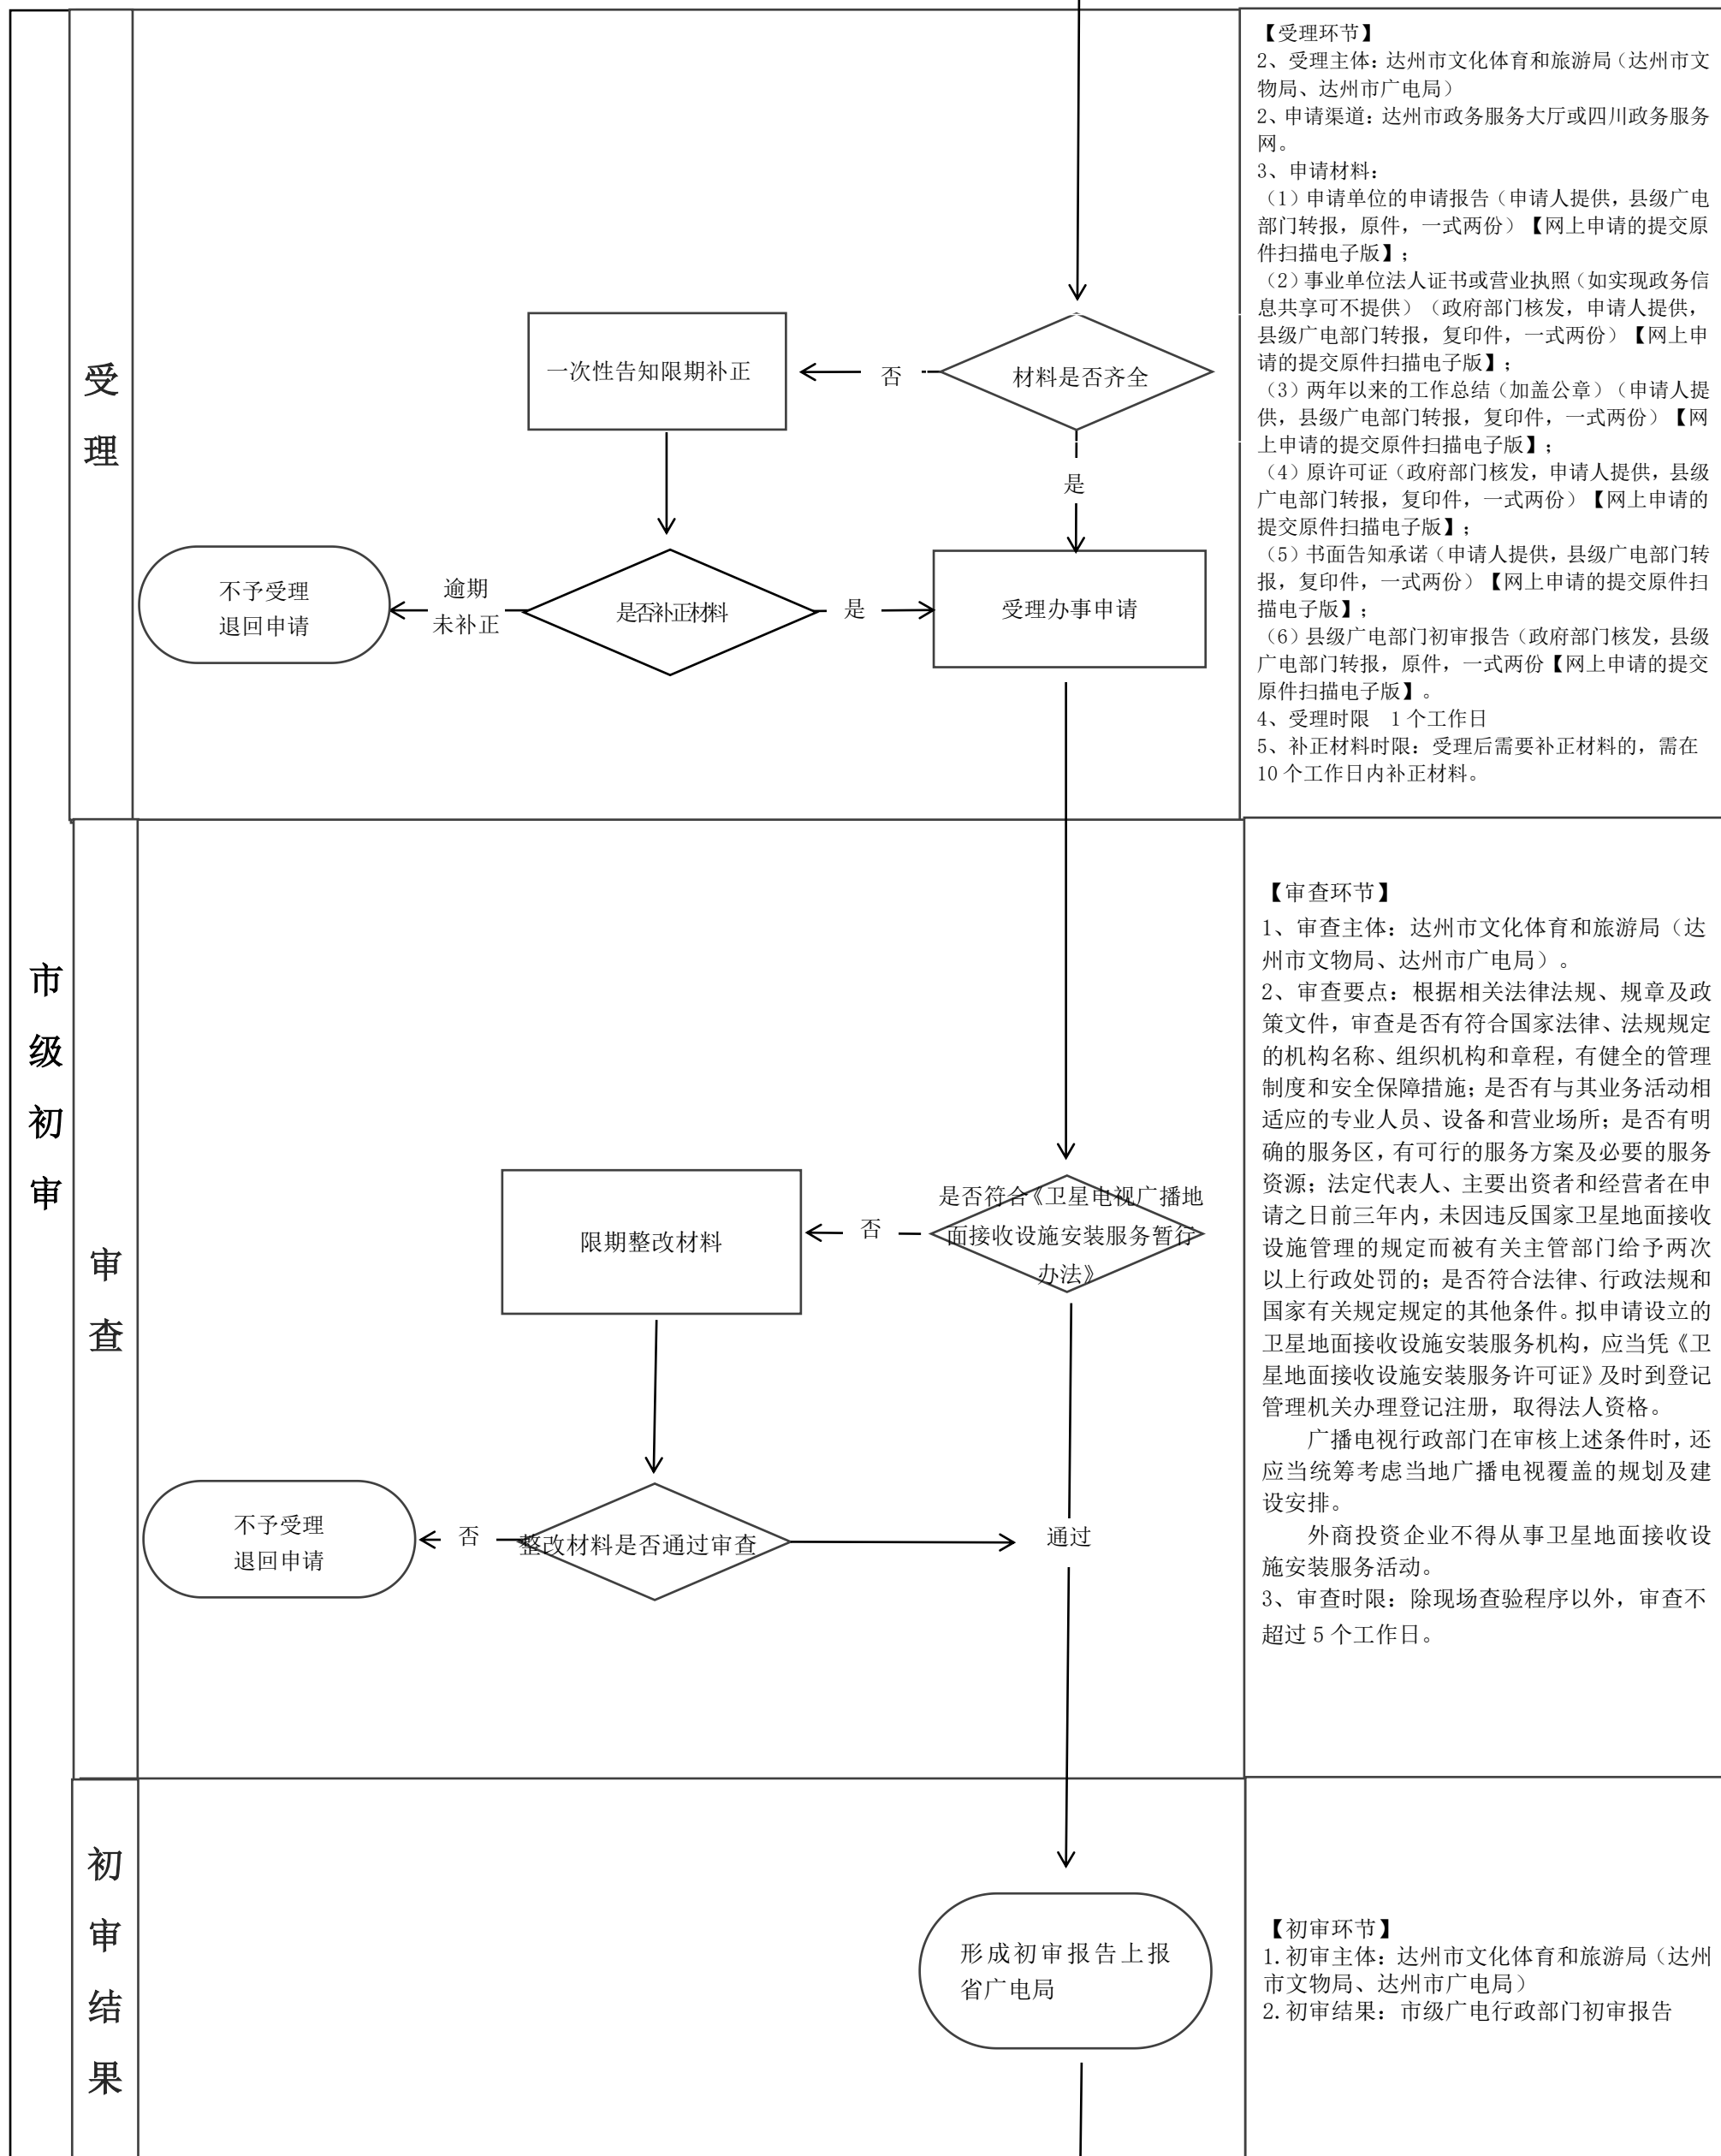 市
级
初
审
受
理
一次性告知限期补正
否
材料是否齐全
是
不予受理
退回申请
逾期
未补正
是否补正材料
是
受理办事申请
【受理环节】
2、受理主体：达州市文化体育和旅游局（达州市文
物局、达州市广电局）
2、申请渠道：达州市政务服务大厅或四川政务服务
网。
3、申请材料：
（1）申请单位的申请报告（申请人提供，县级广电
部门转报，原件，一式两份）【网上申请的提交原
件扫描电子版】；
（2）事业单位法人证书或营业执照（如实现政务信
息共享可不提供）（政府部门核发，申请人提供，
县级广电部门转报，复印件，一式两份）【网上申
请的提交原件扫描电子版】；
（3）两年以来的工作总结（加盖公章）（申请人提
供，县级广电部门转报，复印件，一式两份）【网
上申请的提交原件扫描电子版】；
（4）原许可证（政府部门核发，申请人提供，县级
广电部门转报，复印件，一式两份）【网上申请的
提交原件扫描电子版】；
（5）书面告知承诺（申请人提供，县级广电部门转
报，复印件，一式两份）【网上申请的提交原件扫
描电子版】；
（6）县级广电部门初审报告（政府部门核发，县级
广电部门转报，原件，一式两份【网上申请的提交
原件扫描电子版】。
4、受理时限　1 个工作日
5、补正材料时限：受理后需要补正材料的，需在
10 个工作日内补正材料。
审
查
限期整改材料
否
是否符合《卫星电视广播地
面接收设施安装服务暂行
办法》
不予受理
退回申请
否
整改材料是否通过审查
通过
【审查环节】
1、审查主体：达州市文化体育和旅游局（达
州市文物局、达州市广电局）。
2、审查要点：根据相关法律法规、规章及政
策文件，审查是否有符合国家法律、法规规定
的机构名称、组织机构和章程，有健全的管理
制度和安全保障措施；是否有与其业务活动相
适应的专业人员、设备和营业场所；是否有明
确的服务区，有可行的服务方案及必要的服务
资源；法定代表人、主要出资者和经营者在申
请之日前三年内，未因违反国家卫星地面接收
设施管理的规定而被有关主管部门给予两次
以上行政处罚的；是否符合法律、行政法规和
国家有关规定规定的其他条件。拟申请设立的
卫星地面接收设施安装服务机构，应当凭《卫
星地面接收设施安装服务许可证》及时到登记
管理机关办理登记注册，取得法人资格。
广播电视行政部门在审核上述条件时，还
应当统筹考虑当地广播电视覆盖的规划及建
设安排。
外商投资企业不得从事卫星地面接收设
施安装服务活动。
3、审查时限：除现场查验程序以外，审查不
超过 5 个工作日。
初
审
结
果
形成初审报告上报
省广电局
【初审环节】
1.初审主体：达州市文化体育和旅游局（达州
市文物局、达州市广电局）
2.初审结果：市级广电行政部门初审报告